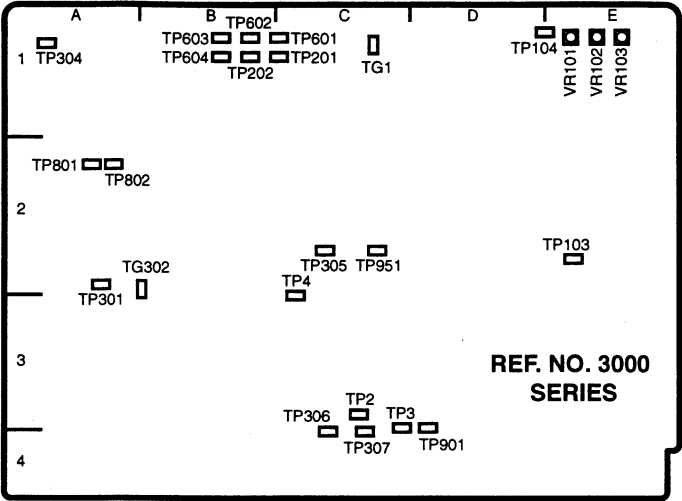 A B C D E
TP602
TP603 TP601
TP304 1 TP604 TP201
TP202
TG1
TP104
VR101 VR102 VR103
TP801
TP802
2
TP103
TP305 TP951
TG302
TP4
TP301
3
REF. NO. 3000
SERIES
TP2
TP306 TP3
TP307 TP901
4